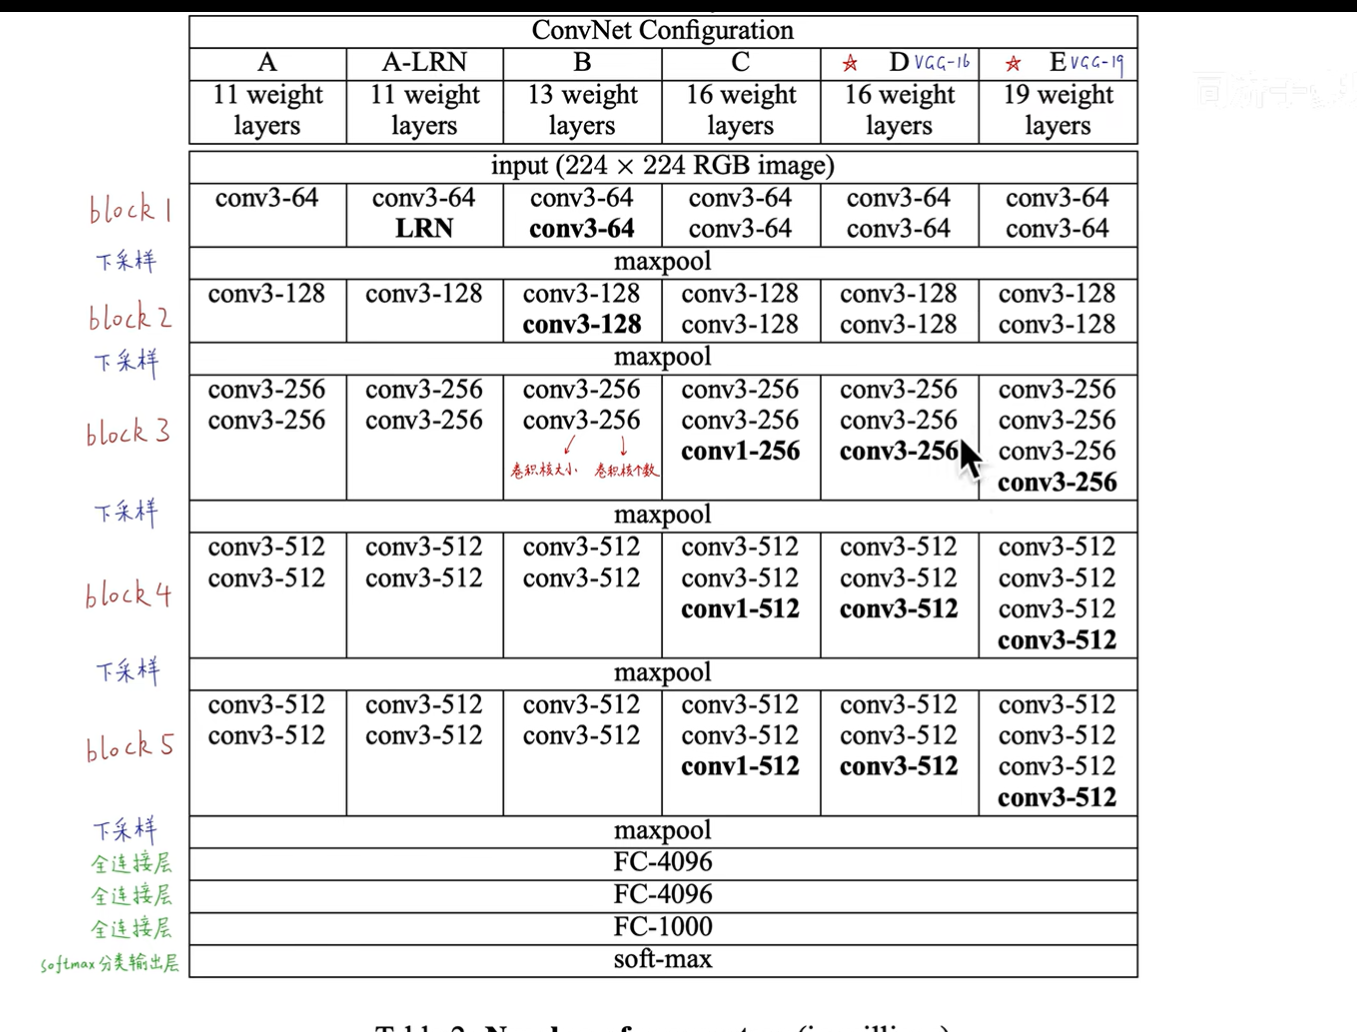 ConvNet Configuration
A A-LRN B C ☆ D VGG-16 ☆ E VGG-19
11 weight layers 11 weight layers 13 weight layers 16 weight layers 16 weight layers 19 weight layers
input (224 × 224 RGB image)
block 1 conv3-64 conv3-64 conv3-64 conv3-64 conv3-64 conv3-64
LRN conv3-64 conv3-64 conv3-64 conv3-64
下采样 maxpool
block 2 conv3-128 conv3-128 conv3-128 conv3-128 conv3-128 conv3-128
conv3-128 conv3-128 conv3-128 conv3-128
下采样 maxpool
block 3 conv3-256 conv3-256 conv3-256 conv3-256 conv3-256 conv3-256
conv3-256 conv3-256 conv3-256 conv3-256 conv3-256 conv3-256
conv1-256 conv3-256 conv3-256
卷积核大小 卷积核个数
conv3-256
下采样 maxpool
block 4 conv3-512 conv3-512 conv3-512 conv3-512 conv3-512 conv3-512
conv3-512 conv3-512 conv3-512 conv3-512 conv3-512 conv3-512
conv1-512 conv3-512 conv3-512
conv3-512
下采样 maxpool
block 5 conv3-512 conv3-512 conv3-512 conv3-512 conv3-512 conv3-512
conv3-512 conv3-512 conv3-512 conv3-512 conv3-512 conv3-512
conv1-512 conv3-512 conv3-512
conv3-512
下采样 maxpool
全连接层 FC-4096
全连接层 FC-4096
全连接层 FC-1000
softmax分类输出层 soft-max